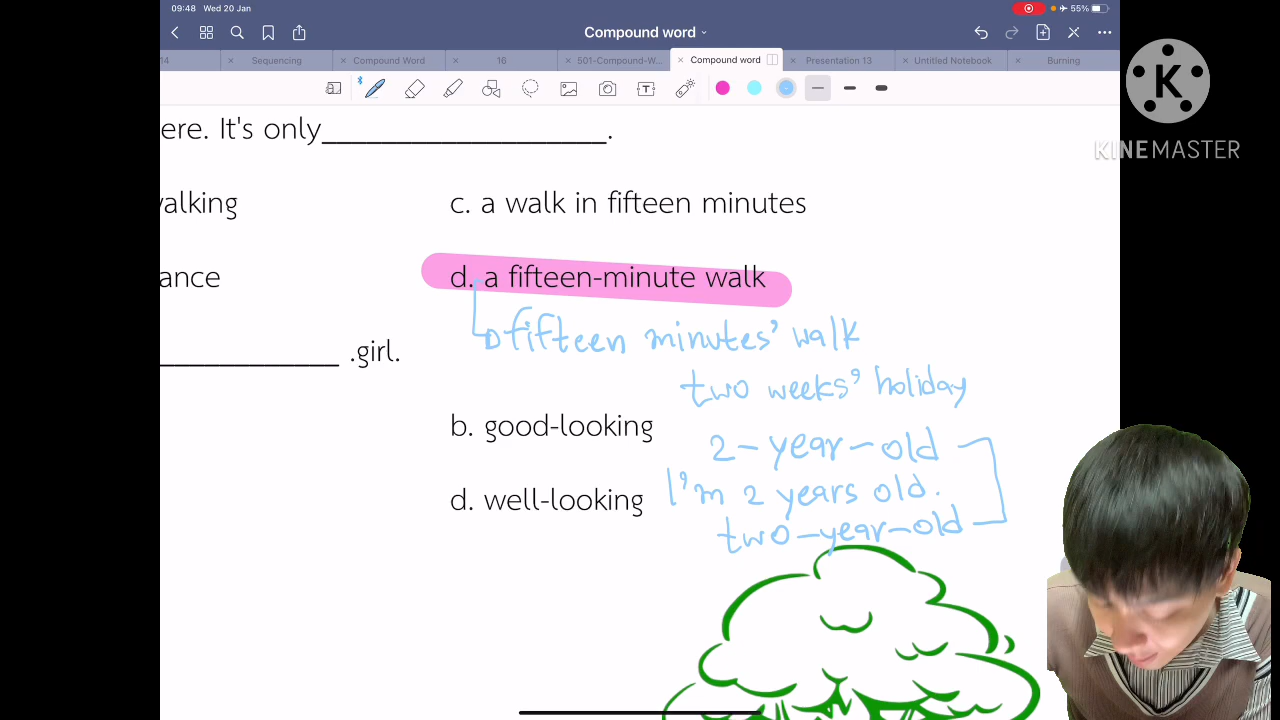 09:48 Wed 20 Jan
55%
Compound word
14
Sequencing
Compound Word
16
501-Compound-W...
Compound word
Presentation 13
Untitled Notebook
Burning
K
KINEMASTER
ere. It's only___________________.
walking
c. a walk in fifteen minutes
ance
d. a fifteen-minute walk
fifteen minutes' walk
two weeks' holiday
____________ .girl.
b. good-looking
2-year-old
d. well-looking
I'm 2 years old.
two-year-old